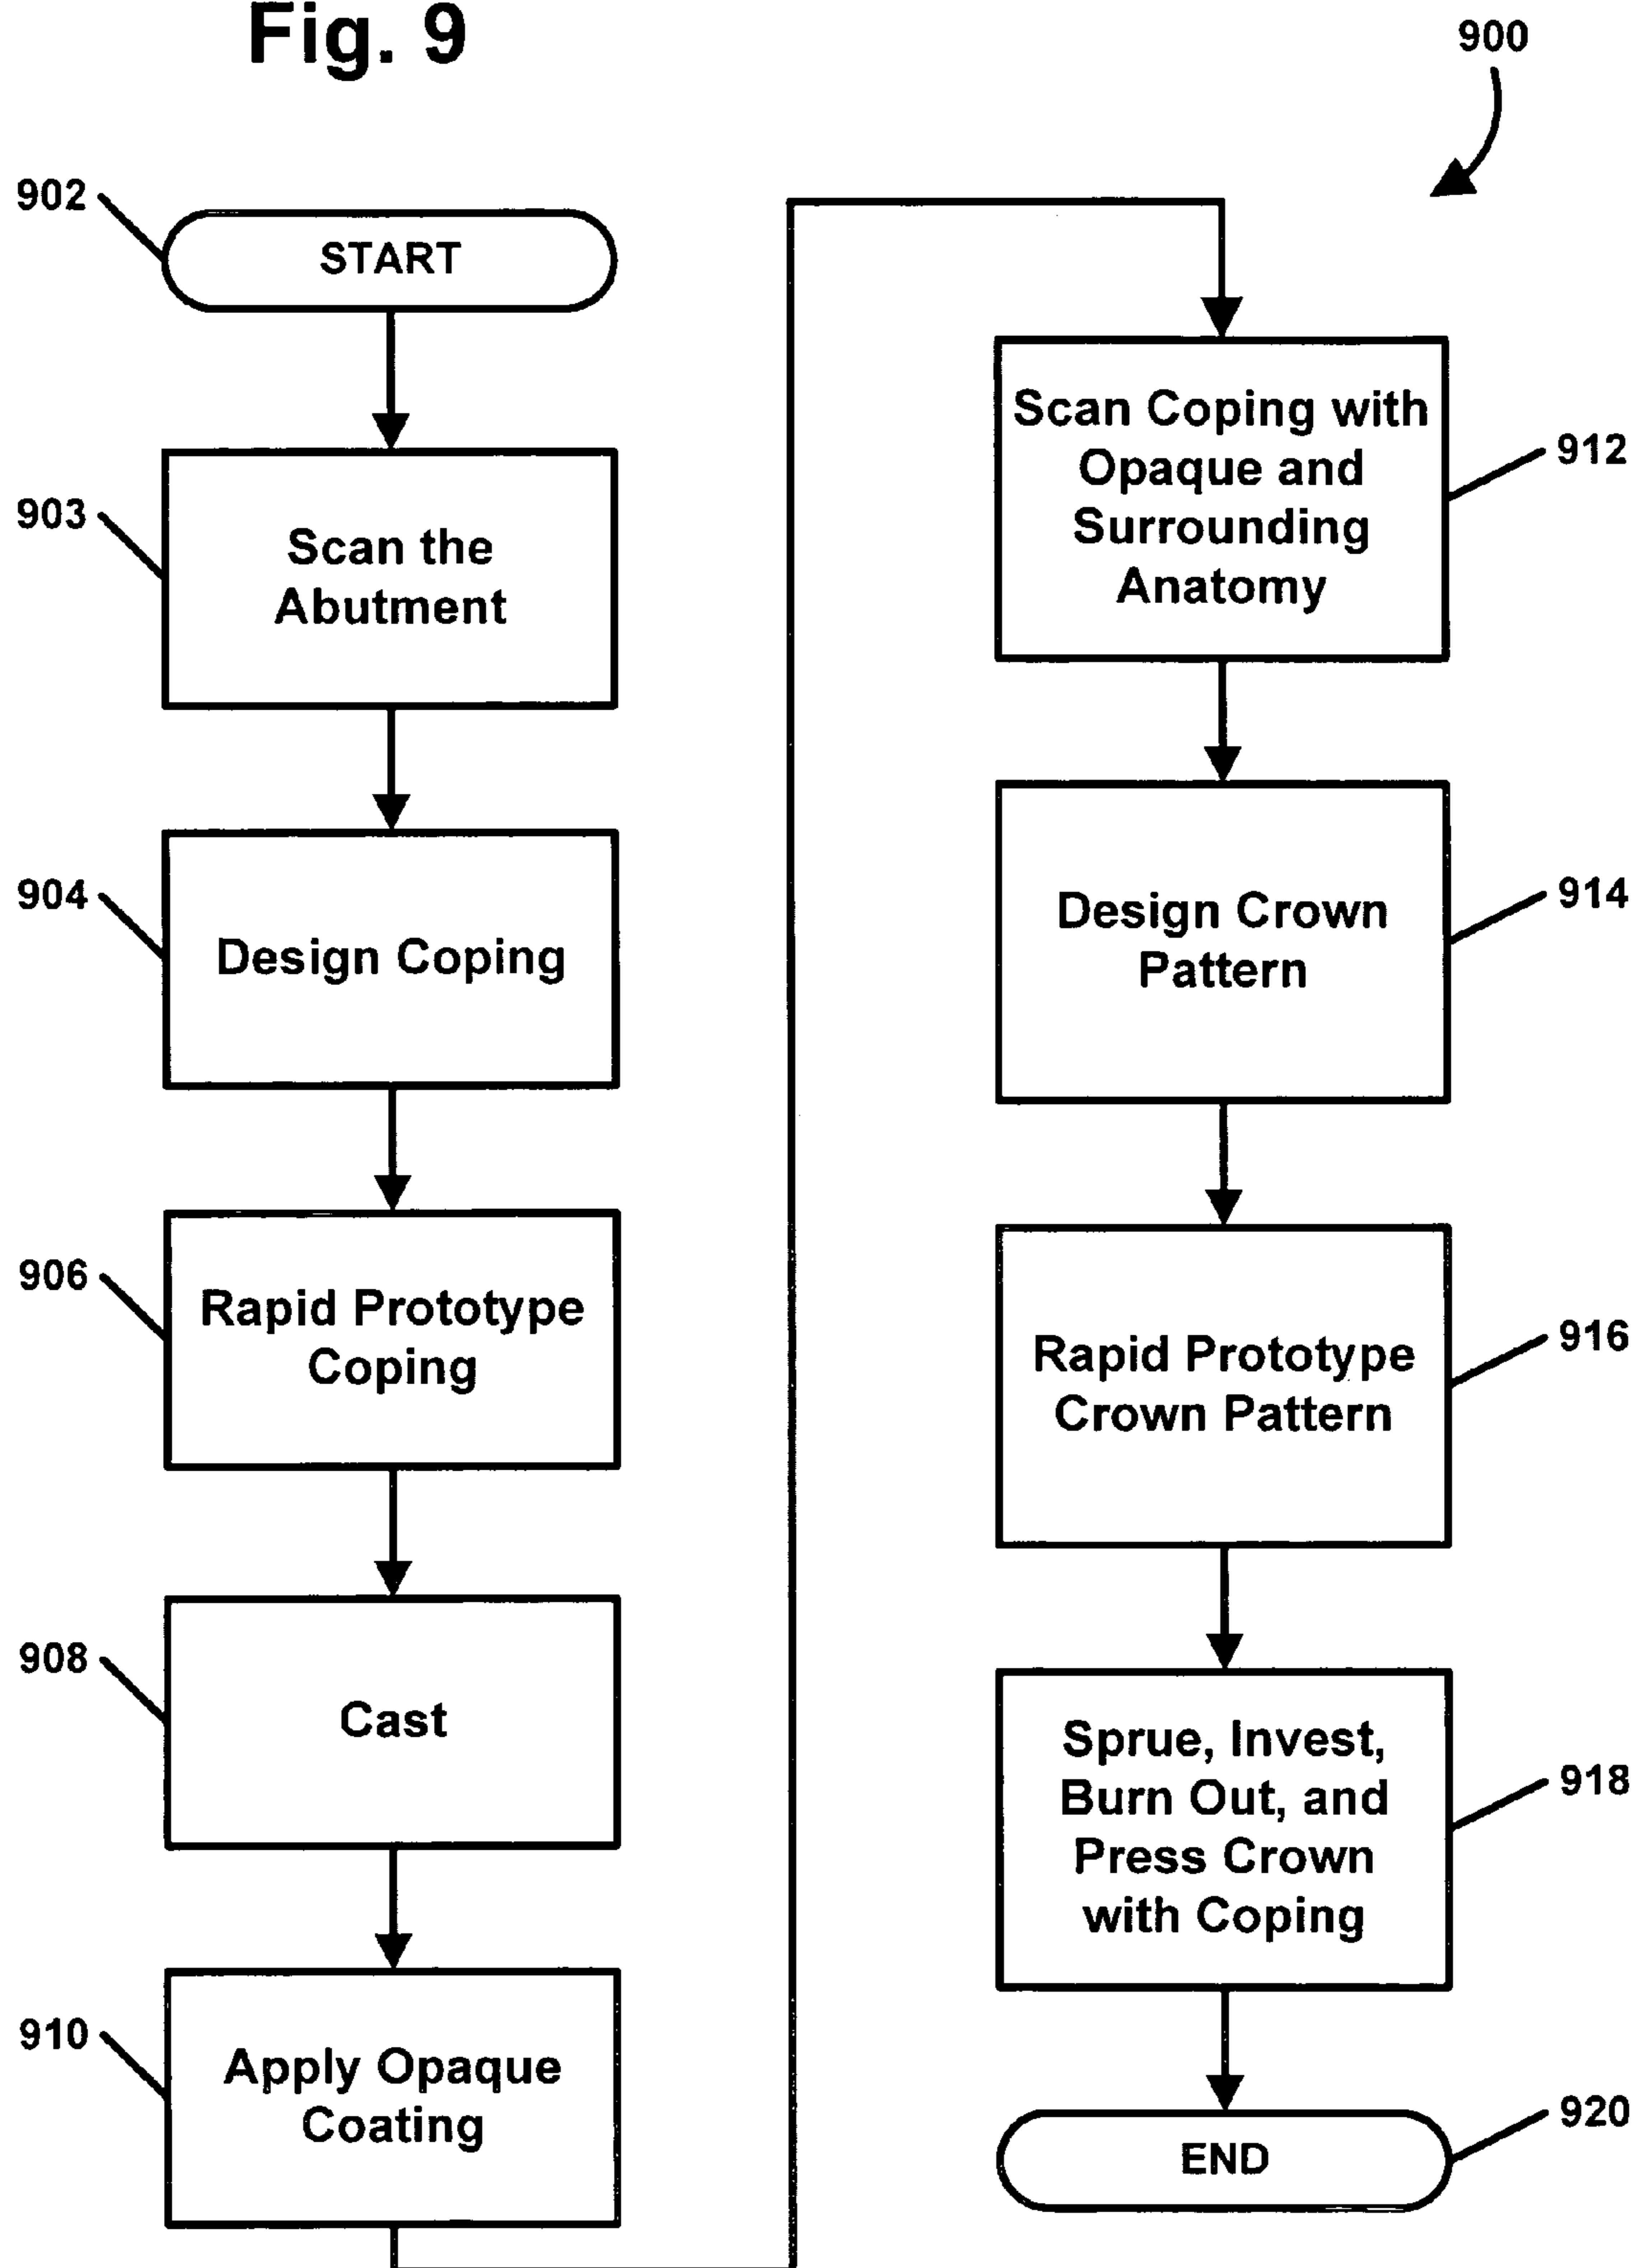 Fig. 9
900
902
START
903
Scan the
Abutment
904
Design Coping
906
Rapid Prototype
Coping
908
Cast
910
Apply Opaque
Coating
Scan Coping with
Opaque and
Surrounding
Anatomy
912
Design Crown
Pattern
914
Rapid Prototype
Crown Pattern
916
Sprue, Invest,
Burn Out, and
Press Crown
with Coping
918
END
920